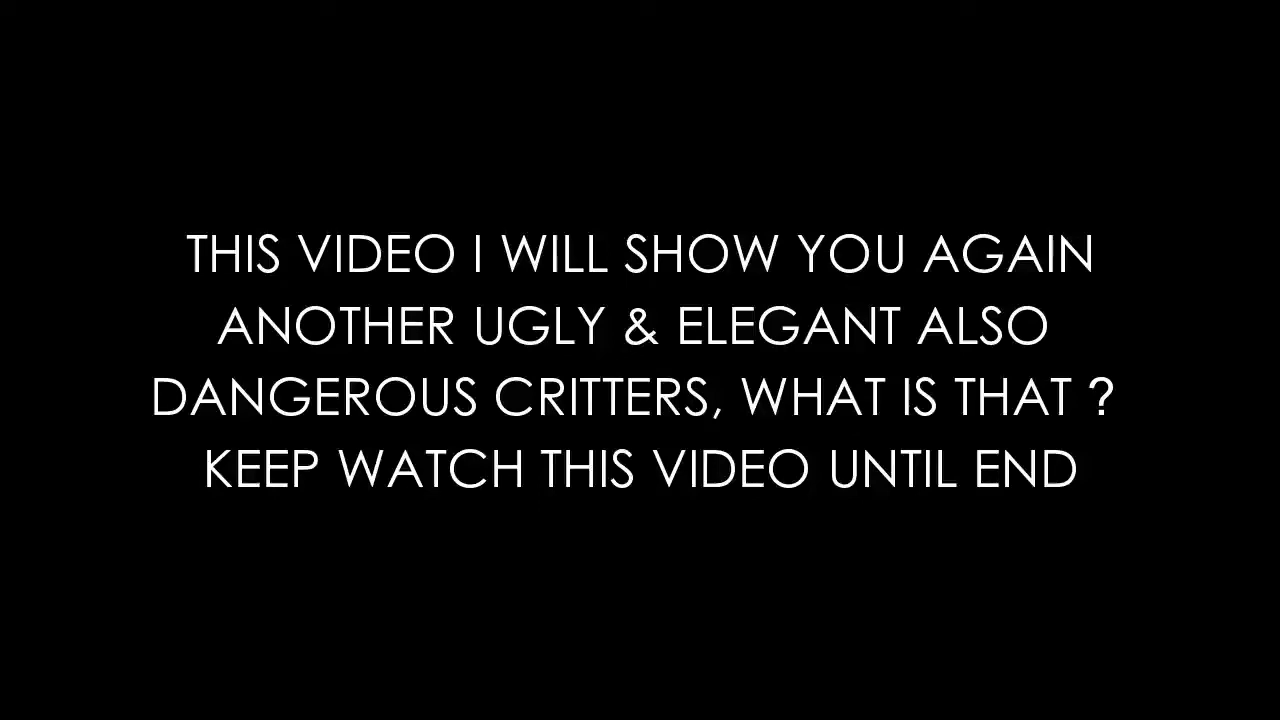 THIS VIDEO I WILL SHOW YOU AGAIN
ANOTHER UGLY & ELEGANT ALSO
DANGEROUS CRITTERS, WHAT IS THAT ?
KEEP WATCH THIS VIDEO UNTIL END